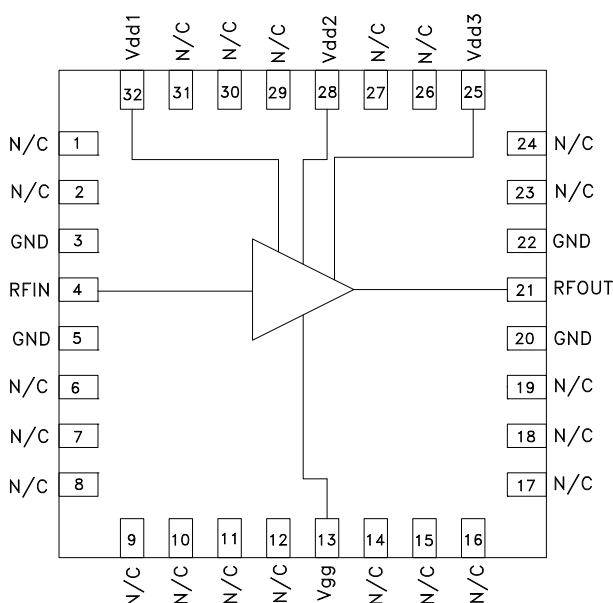 Vdd1
N/C
N/C
N/C
Vdd2
N/C
N/C
Vdd3
32
31
30
29
28
27
26
25
N/C 1
N/C 2
GND 3
RFIN 4
GND 5
N/C 6
N/C 7
N/C 8
24 N/C
23 N/C
22 GND
21 RFOUT
20 GND
19 N/C
18 N/C
17 N/C
9
10
11
12
13
14
15
16
N/C
N/C
N/C
N/C
Vgg
N/C
N/C
N/C